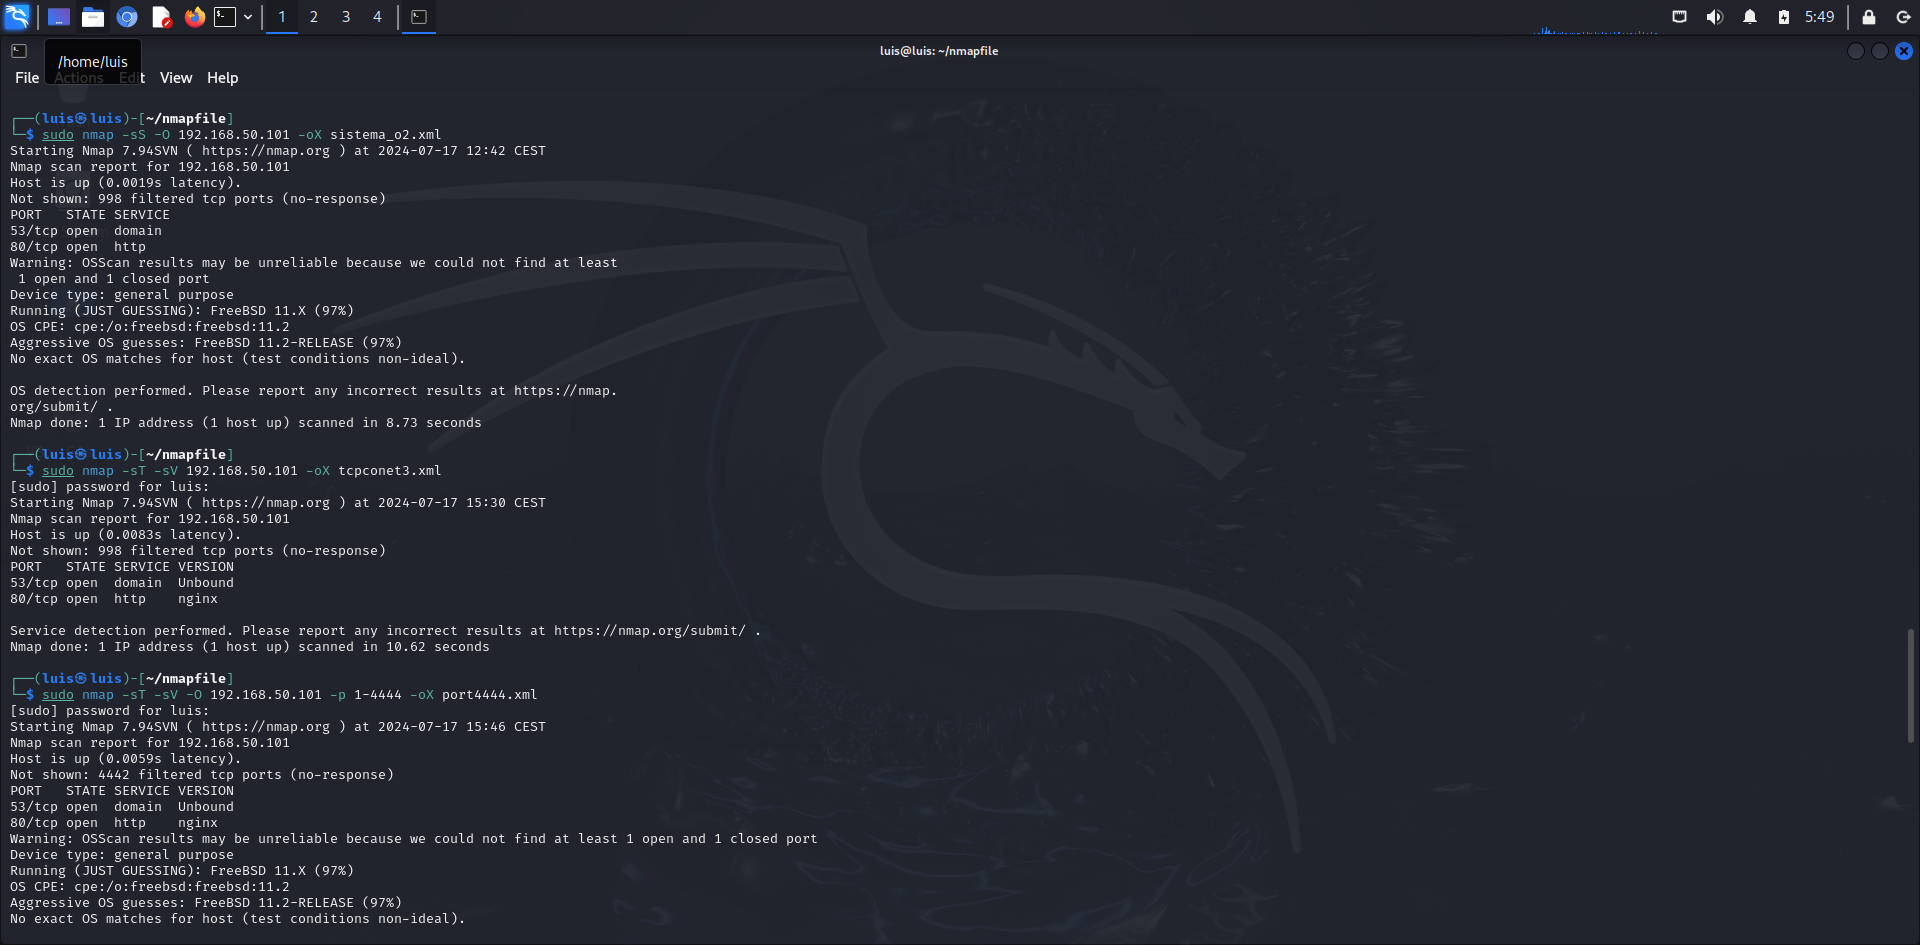 1 2 3 4
5:49
luis@luis: ~/nmapfile
/home/luis
File Actions Edit View Help
┌──(luis㉿luis)-[~/nmapfile]
└─$ sudo nmap -sS -O 192.168.50.101 -oX sistema_o2.xml
Starting Nmap 7.94SVN ( https://nmap.org ) at 2024-07-17 12:42 CEST
Nmap scan report for 192.168.50.101
Host is up (0.0019s latency).
Not shown: 998 filtered tcp ports (no-response)
PORT   STATE SERVICE
53/tcp open  domain
80/tcp open  http
Warning: OSScan results may be unreliable because we could not find at least
 1 open and 1 closed port
Device type: general purpose
Running (JUST GUESSING): FreeBSD 11.X (97%)
OS CPE: cpe:/o:freebsd:freebsd:11.2
Aggressive OS guesses: FreeBSD 11.2-RELEASE (97%)
No exact OS matches for host (test conditions non-ideal).
OS detection performed. Please report any incorrect results at https://nmap.
org/submit/ .
Nmap done: 1 IP address (1 host up) scanned in 8.73 seconds
┌──(luis㉿luis)-[~/nmapfile]
└─$ sudo nmap -sT -sV 192.168.50.101 -oX tcpconet3.xml
[sudo] password for luis:
Starting Nmap 7.94SVN ( https://nmap.org ) at 2024-07-17 15:30 CEST
Nmap scan report for 192.168.50.101
Host is up (0.0083s latency).
Not shown: 998 filtered tcp ports (no-response)
PORT   STATE SERVICE VERSION
53/tcp open  domain  Unbound
80/tcp open  http    nginx
Service detection performed. Please report any incorrect results at https://nmap.org/submit/ .
Nmap done: 1 IP address (1 host up) scanned in 10.62 seconds
┌──(luis㉿luis)-[~/nmapfile]
└─$ sudo nmap -sT -sV -O 192.168.50.101 -p 1-4444 -oX port4444.xml
[sudo] password for luis:
Starting Nmap 7.94SVN ( https://nmap.org ) at 2024-07-17 15:46 CEST
Nmap scan report for 192.168.50.101
Host is up (0.0059s latency).
Not shown: 4442 filtered tcp ports (no-response)
PORT   STATE SERVICE VERSION
53/tcp open  domain  Unbound
80/tcp open  http    nginx
Warning: OSScan results may be unreliable because we could not find at least 1 open and 1 closed port
Device type: general purpose
Running (JUST GUESSING): FreeBSD 11.X (97%)
OS CPE: cpe:/o:freebsd:freebsd:11.2
Aggressive OS guesses: FreeBSD 11.2-RELEASE (97%)
No exact OS matches for host (test conditions non-ideal).